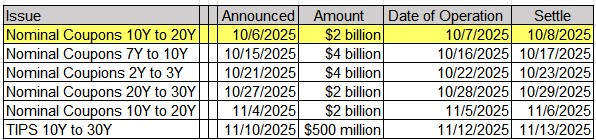 Issue Announced Amount Date of Operation Settle
Nominal Coupons 10Y to 20Y 10/6/2025 $2 billion 10/7/2025 10/8/2025
Nominal Coupons 7Y to 10Y 10/15/2025 $4 billion 10/16/2025 10/17/2025
Nominal Coupions 2Y to 3Y 10/21/2025 $4 billion 10/22/2025 10/23/2025
Nominal Coupons 20Y to 30Y 10/27/2025 $2 billion 10/28/2025 10/29/2025
Nominal Coupons 10Y to 20Y 11/4/2025 $2 billion 11/5/2025 11/6/2025
TIPS 10Y to 30Y 11/10/2025 $500 million 11/12/2025 11/13/2025